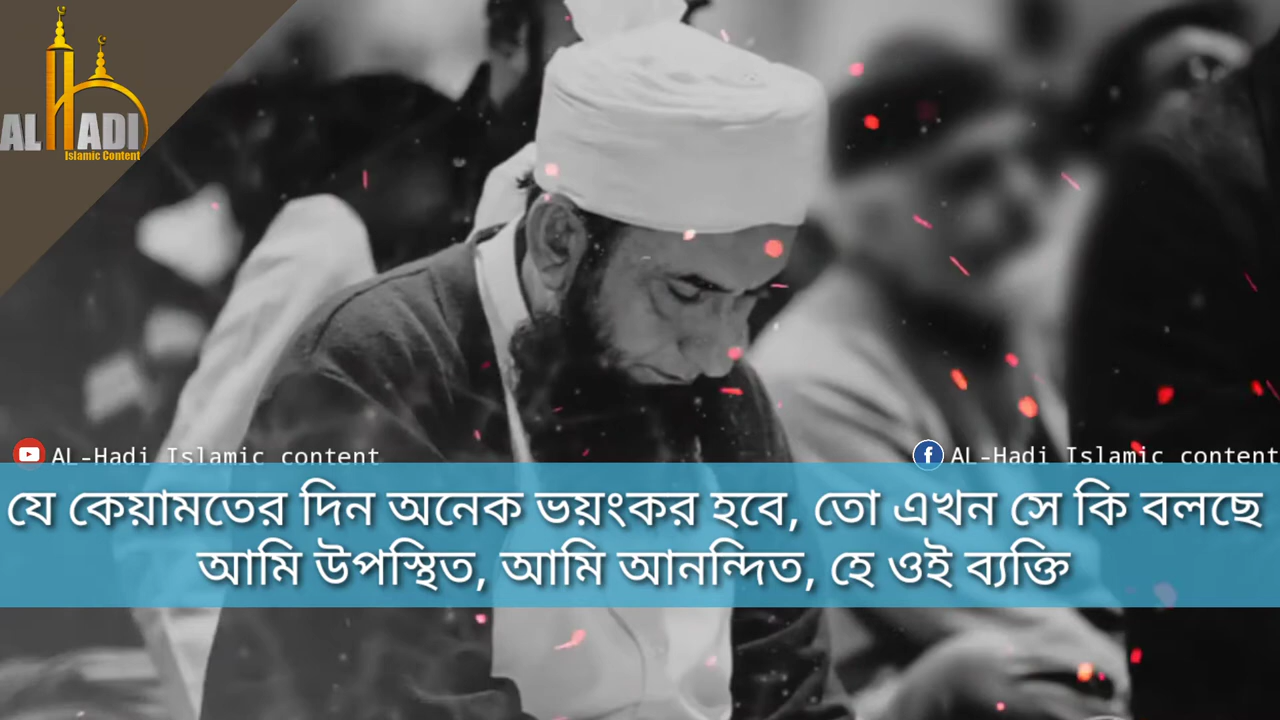 AL HADI
Islamic Content
AL-Hadi Islamic content
AL-Hadi Islamic content
যে কেয়ামতের দিন অনেক ভয়ংকর হবে, তো এখন সে কি বলছে
আমি উপস্থিত, আমি আনন্দিত, হে ওই ব্যক্তি